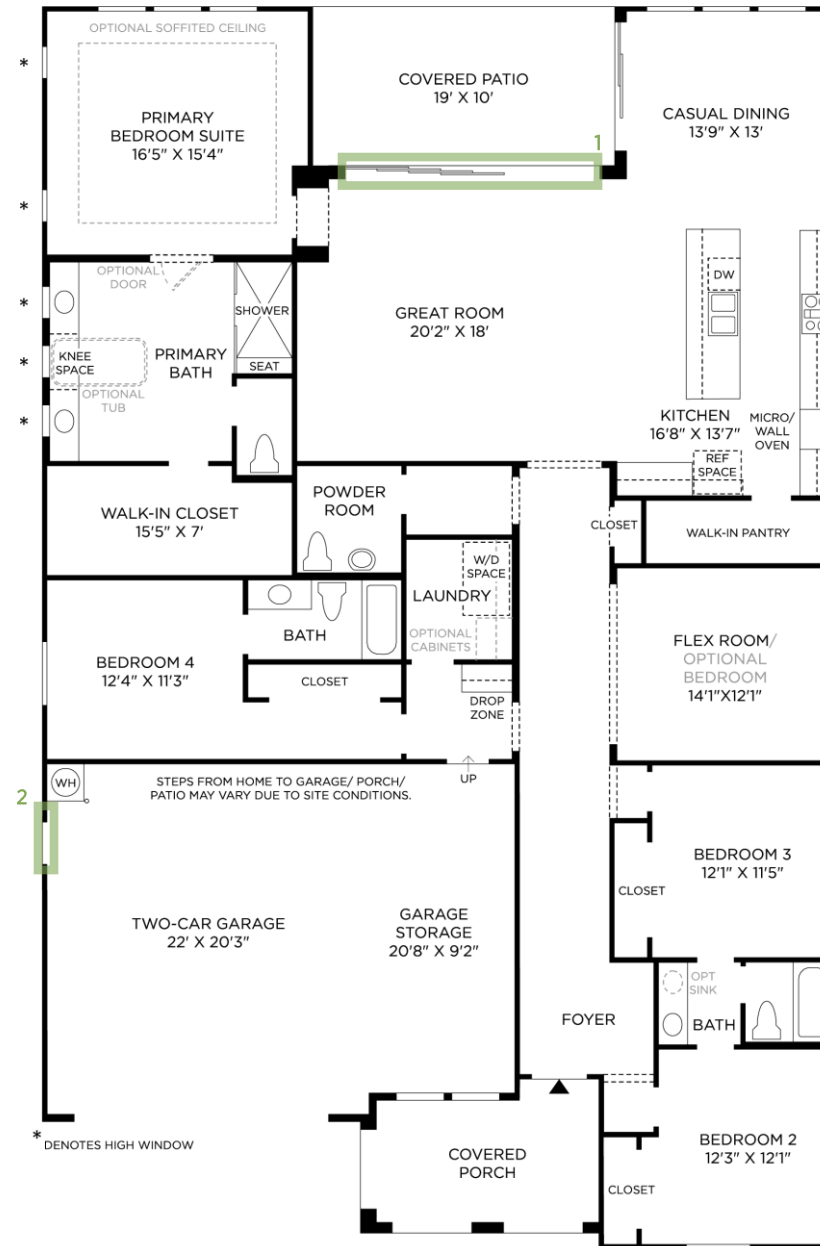 OPTIONAL SOFFITED CEILING
*
PRIMARY
BEDROOM SUITE
16'5" X 15'4"
*
COVERED PATIO
19' X 10'
1
CASUAL DINING
13'9" X 13'
OPTIONAL
DOOR
*
SHOWER
SEAT
*
KNEE
SPACE
PRIMARY
BATH
OPTIONAL
TUB
*
GREAT ROOM
20'2" X 18'
DW
KITCHEN
16'8" X 13'7"
MICRO/
WALL
OVEN
REF
SPACE
WALK-IN CLOSET
15'5" X 7'
POWDER
ROOM
CLOSET
WALK-IN PANTRY
W/D
SPACE
LAUNDRY
OPTIONAL
CABINETS
BATH
BEDROOM 4
12'4" X 11'3"
CLOSET
DROP
ZONE
FLEX ROOM/
OPTIONAL
BEDROOM
14'1"X12'1"
UP
WH
STEPS FROM HOME TO GARAGE/ PORCH/
PATIO MAY VARY DUE TO SITE CONDITIONS.
2
BEDROOM 3
12'1" X 11'5"
CLOSET
TWO-CAR GARAGE
22' X 20'3"
GARAGE
STORAGE
20'8" X 9'2"
OPT
SINK
BATH
FOYER
* DENOTES HIGH WINDOW
COVERED
PORCH
BEDROOM 2
12'3" X 12'1"
CLOSET